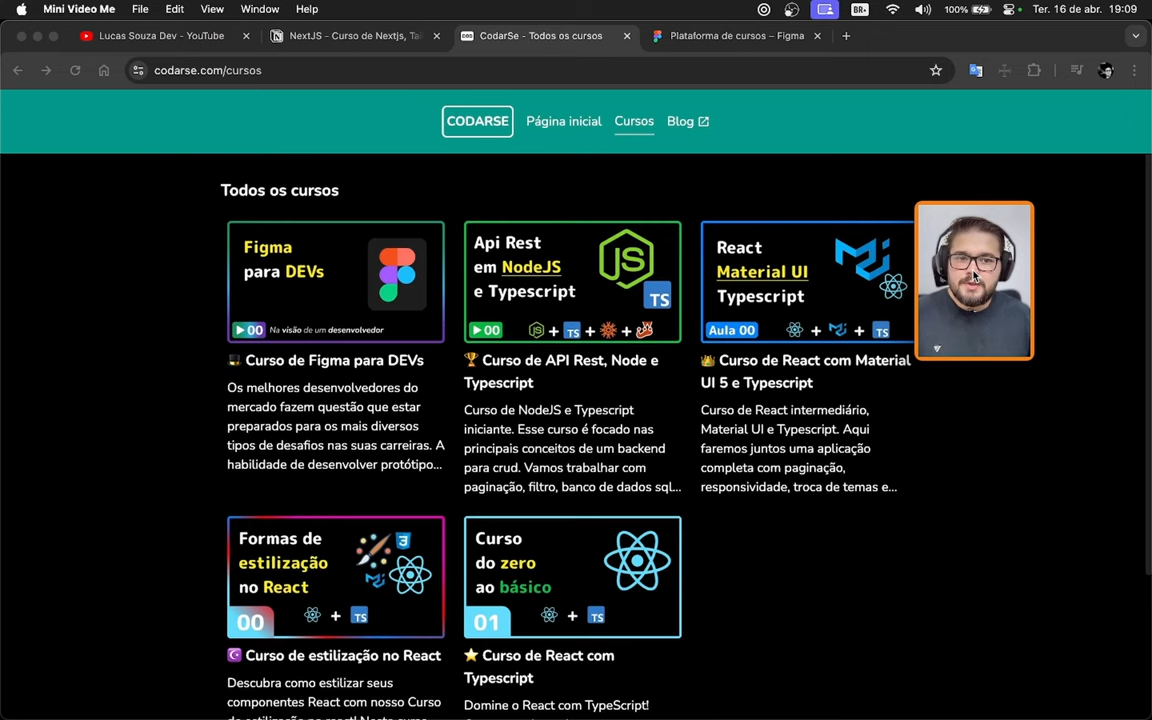 Mini Video Me File Edit View Window Help BR+ 100% Ter. 16 de abr. 19:09
Lucas Souza Dev - YouTube
NextJS - Curso de Nextjs, Tai
CodarSe - Todos os cursos
Plataforma de cursos – Figma
codarse.com/cursos
CODARSE Página inicial Cursos Blog
Todos os cursos
Figma
para DEVs
00 Na visão de um desenvolvedor
Api Rest
em NodeJS
e Typescript
JS
TS
00 + TS + +
React
Material UI
Typescript
Aula 00 + + TS
Curso de Figma para DEVs
Os melhores desenvolvedores do
mercado fazem questão que estar
preparados para os mais diversos
tipos de desafios nas suas carreiras. A
habilidade de desenvolver protótipo...
Curso de API Rest, Node e
Typescript
Curso de NodeJS e Typescript
iniciante. Esse curso é focado nas
principais conceitos de um backend
para crud. Vamos trabalhar com
paginação, filtro, banco de dados sql...
Curso de React com Material
UI 5 e Typescript
Curso de React intermediário,
Material UI e Typescript. Aqui
faremos juntos uma aplicação
completa com paginação,
responsividade, troca de temas e...
Formas de
estilização
no React
3
00 + TS
Curso
do zero
ao básico
01 + TS
Curso de estilização no React
Descubra como estilizar seus
componentes React com nosso Curso
de estilização no react! Neste curso
Curso de React com
Typescript
Domine o React com TypeScript!